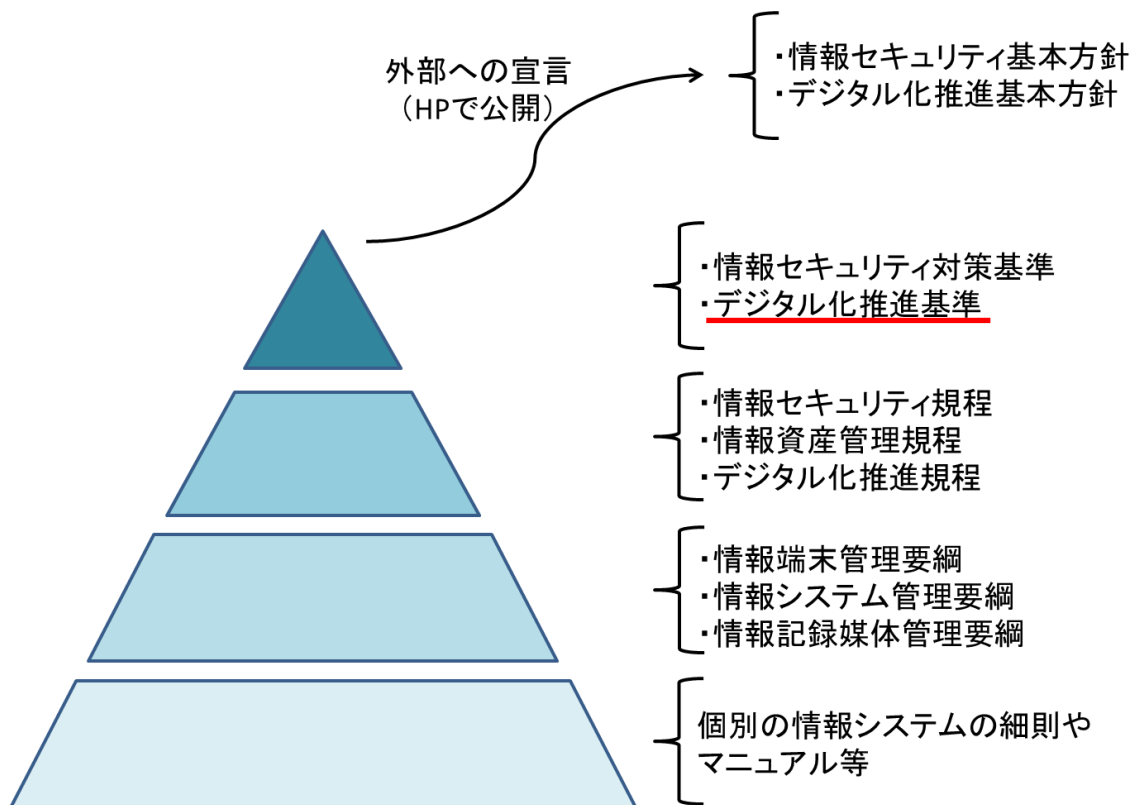 外部への宣言
（HPで公開）
・情報セキュリティ基本方針
・デジタル化推進基本方針
・情報セキュリティ対策基準
・デジタル化推進基準
・情報セキュリティ規程
・情報資産管理規程
・デジタル化推進規程
・情報端末管理要綱
・情報システム管理要綱
・情報記録媒体管理要綱
個別の情報システムの細則や
マニュアル等